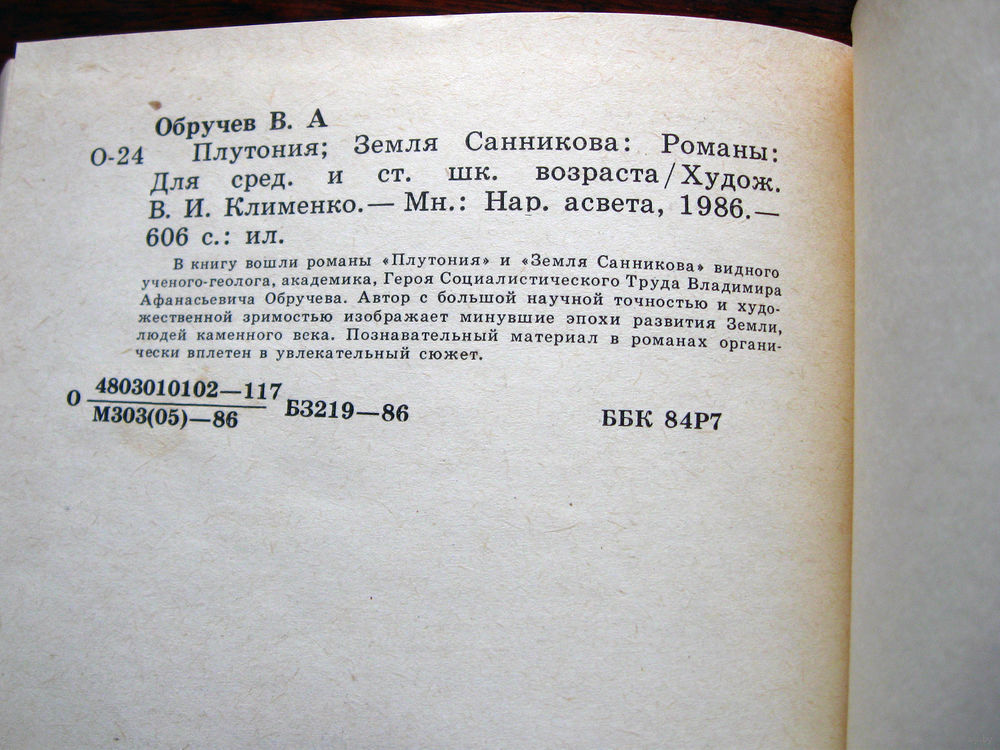 Обручев В. А
О-24 Плутония; Земля Санникова: Романы:
Для сред. и ст. шк. возраста/Худож.
В. И. Клименко.— Мн.: Нар. асвета, 1986.—
606 с.: ил.
В книгу вошли романы «Плутония» и «Земля Санникова» видного
ученого-геолога, академика, Героя Социалистического Труда Владимира
Афанасьевича Обручева. Автор с большой научной точностью и худо-
жественной зримостью изображает минувшие эпохи развития Земли,
людей каменного века. Познавательный материал в романах органи-
чески вплетен в увлекательный сюжет.
О 4803010102—117
М303(05)—86 БЗ219—86 ББК 84Р7